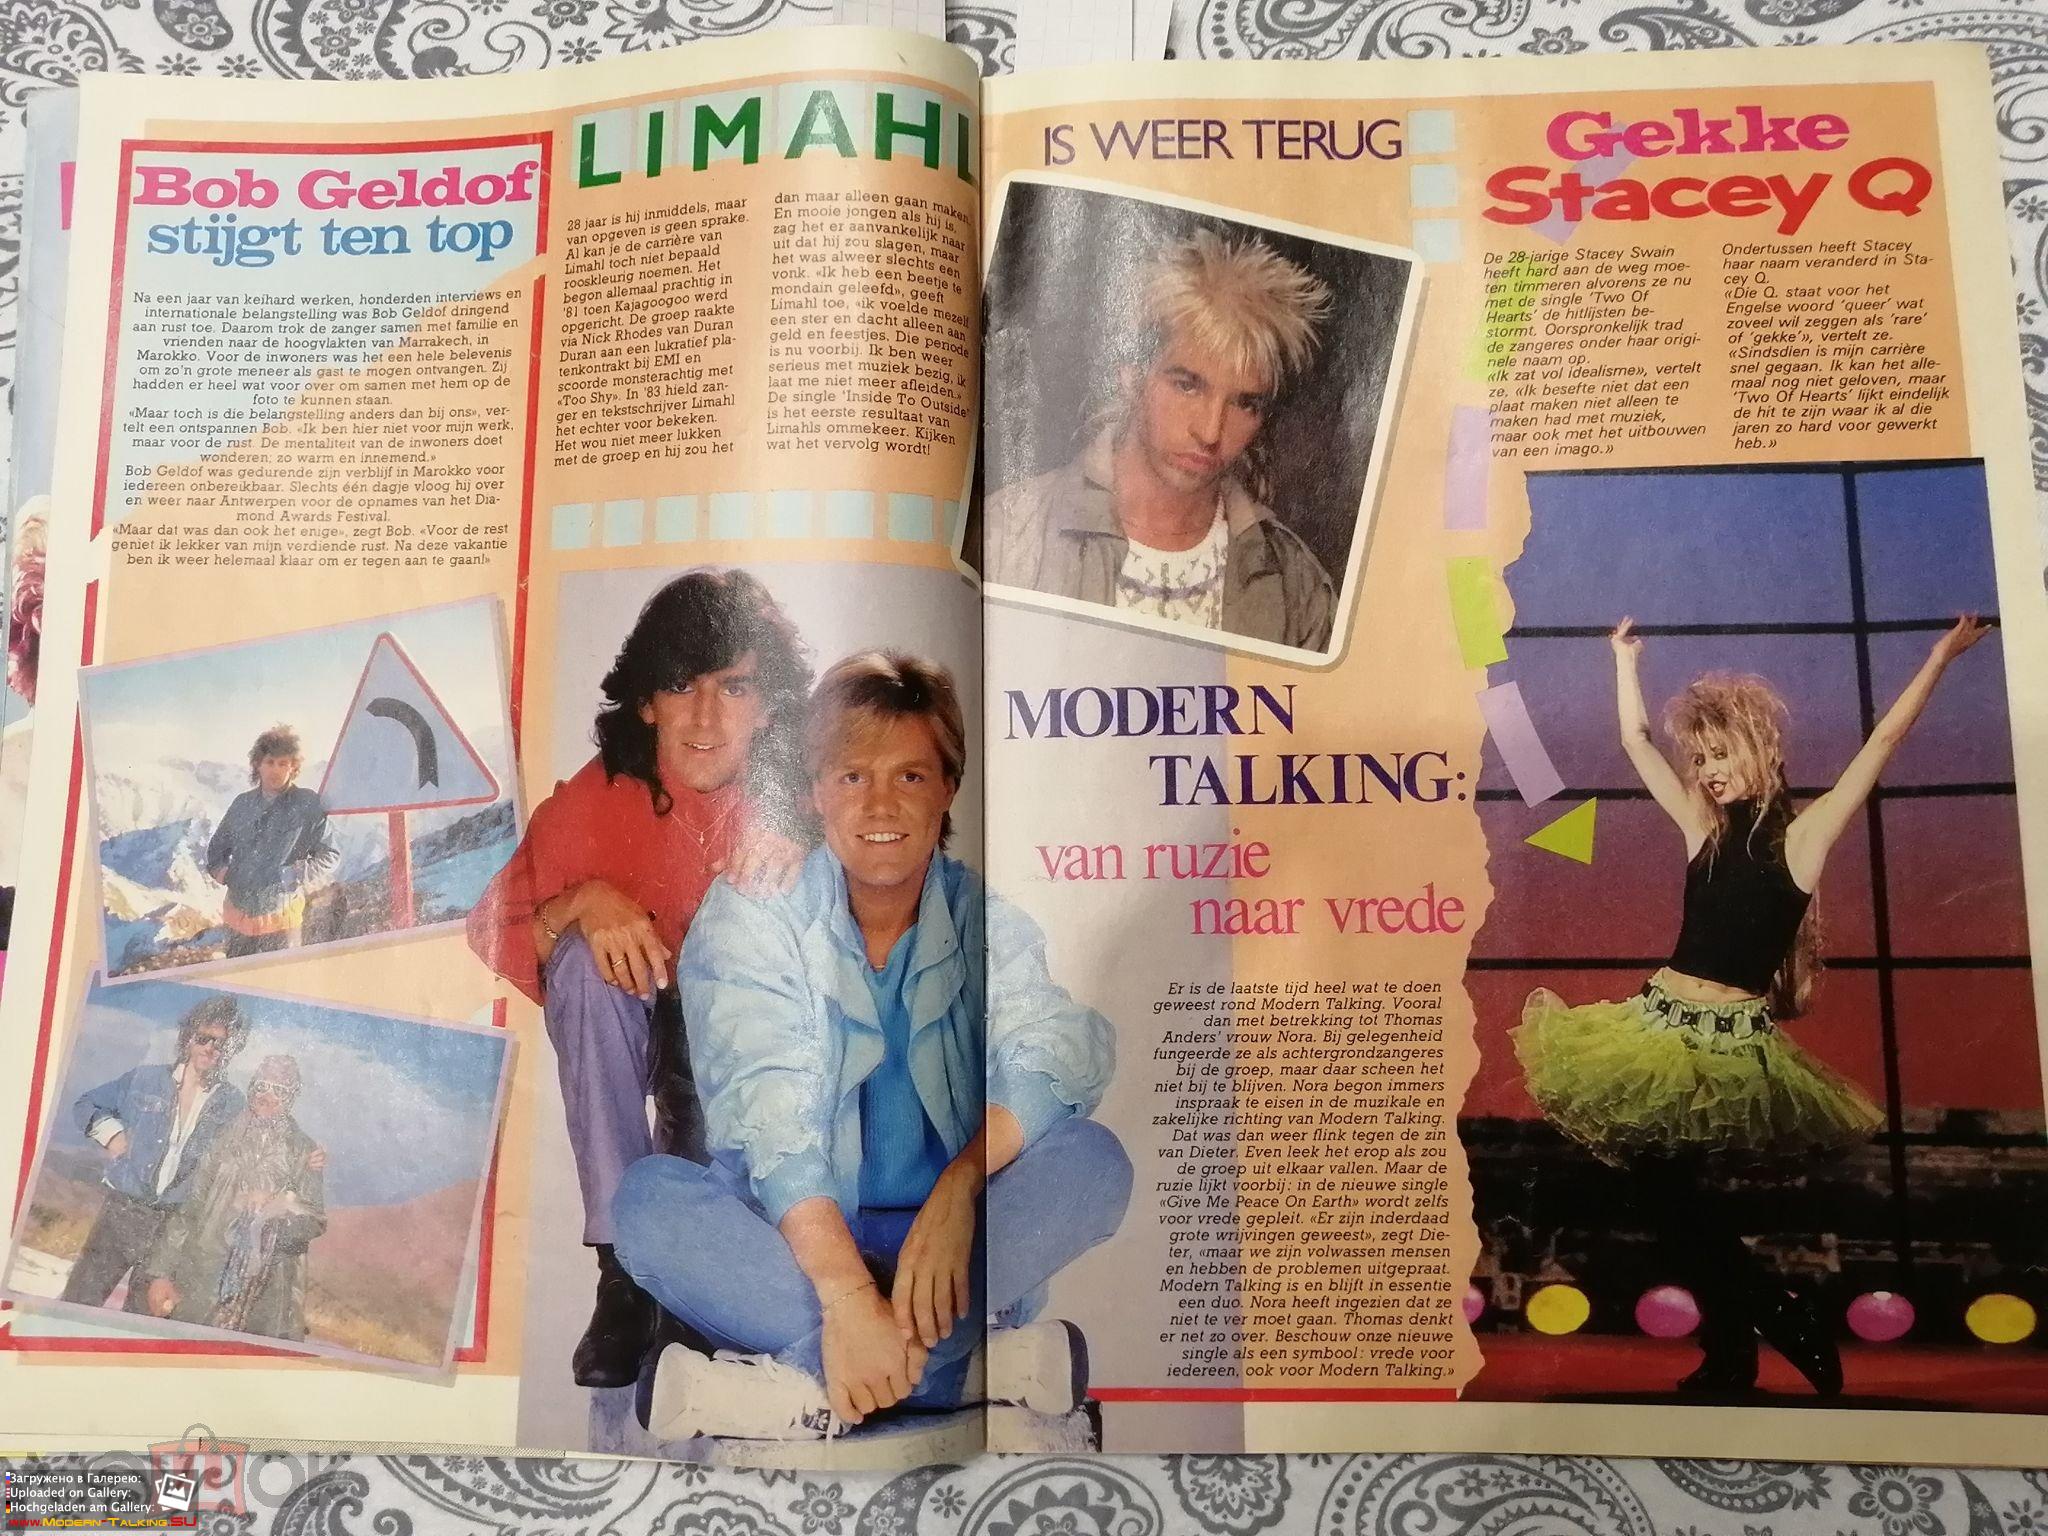 Bob Geldof
stijgt ten top
Na een jaar van keihard werken, honderden interviews en
internationale belangstelling was Bob Geldof dringend
aan rust toe. Daarom trok de zanger samen met familie en
vrienden naar de hoogvlakten van Marrakech, in
Marokko. Voor de inwoners was het een hele belevenis
om zo'n grote meneer als gast te mogen ontvangen. Zij
hadden er heel wat voor over om samen met hem op de
foto te kunnen staan.
«Maar toch is die belangstelling anders dan bij ons», ver-
telt een ontspannen Bob. «Ik ben hier niet voor mijn werk,
maar voor de rust. De mentaliteit van de inwoners doet
wonderen; zo warm en innemend.»
Bob Geldof was gedurende zijn verblijf in Marokko voor
iedereen onbereikbaar. Slechts één dagje vloog hij over
en weer naar Antwerpen voor de opnames van het Dia-
mond Awards Festival.
«Maar dat was dan ook het enige», zegt Bob. «Voor de rest
geniet ik lekker van mijn verdiende rust. Na deze vakantie
ben ik weer helemaal klaar om er tegen aan te gaan!»
LIMAHL
IS WEER TERUG
28 jaar is hij inmiddels, maar
van opgeven is geen sprake.
Al kan je de carrière van
Limahl toch niet bepaald
rooskleurig noemen. Het
begon allemaal prachtig in
'81 toen Kajagoogoo werd
opgericht. De groep raakte
via Nick Rhodes van Duran
Duran aan een lukratief pla-
tenkontrakt bij EMI en
scoorde monsterachtig met
«Too Shy». In '83 hield zan-
ger en tekstschrijver Limahl
het echter voor bekeken.
Het wou niet meer lukken
met de groep en hij zou het
dan maar alleen gaan maken.
En mooie jongen als hij is,
zag het er aanvankelijk naar
uit dat hij zou slagen, maar
het was alweer slechts een
vonk. «Ik heb een beetje te
mondain geleefd», geeft
Limahl toe, «ik voelde mezelf
een ster en dacht alleen aan
geld en feestjes. Die periode
is nu voorbij. Ik ben weer
serieus met muziek bezig, ik
laat me niet meer afleiden.»
De single 'Inside To Outside'
is het eerste resultaat van
Limahls ommekeer. Kijken
wat het vervolg wordt!
MODERN
TALKING:
van ruzie
naar vrede
Er is de laatste tijd heel wat te doen
geweest rond Modern Talking. Vooral
dan met betrekking tot Thomas
Anders' vrouw Nora. Bij gelegenheid
fungeerde ze als achtergrondzangeres
bij de groep, maar daar scheen het
niet bij te blijven. Nora begon immers
inspraak te eisen in de muzikale en
zakelijke richting van Modern Talking.
Dat was dan weer flink tegen de zin
van Dieter. Even leek het erop als zou
de groep uit elkaar vallen. Maar de
ruzie lijkt voorbij: in de nieuwe single
«Give Me Peace On Earth» wordt zelfs
voor vrede gepleit. «Er zijn inderdaad
grote wrijvingen geweest», zegt Die-
ter, «maar we zijn volwassen mensen
en hebben de problemen uitgepraat.
Modern Talking is en blijft in essentie
een duo. Nora heeft ingezien dat ze
niet te ver moet gaan. Thomas denkt
er net zo over. Beschouw onze nieuwe
single als een symbool: vrede voor
iedereen, ook voor Modern Talking.»
Gekke
Stacey Q
De 28-jarige Stacey Swain
heeft hard aan de weg moe-
ten timmeren alvorens ze nu
met de single 'Two Of
Hearts' de hitlijsten be-
stormt. Oorspronkelijk trad
de zangeres onder haar origi-
nele naam op.
«Ik zat vol idealisme», vertelt
ze. «Ik besefte niet dat een
plaat maken niet alleen te
maken had met muziek,
maar ook met het uitbouwen
van een imago.»
Ondertussen heeft Stacey
haar naam veranderd in Sta-
cey Q.
«Die Q. staat voor het
Engelse woord 'queer' wat
zoveel wil zeggen als 'rare'
of 'gekke'», vertelt ze.
«Sindsdien is mijn carrière
snel gegaan. Ik kan het alle-
maal nog niet geloven, maar
'Two Of Hearts' lijkt eindelijk
de hit te zijn waar ik al die
jaren zo hard voor gewerkt
heb.»
Загружено в Галерею:
Uploaded on Gallery:
Hochgeladen am Gallery:
www.Modern-Talking.SU